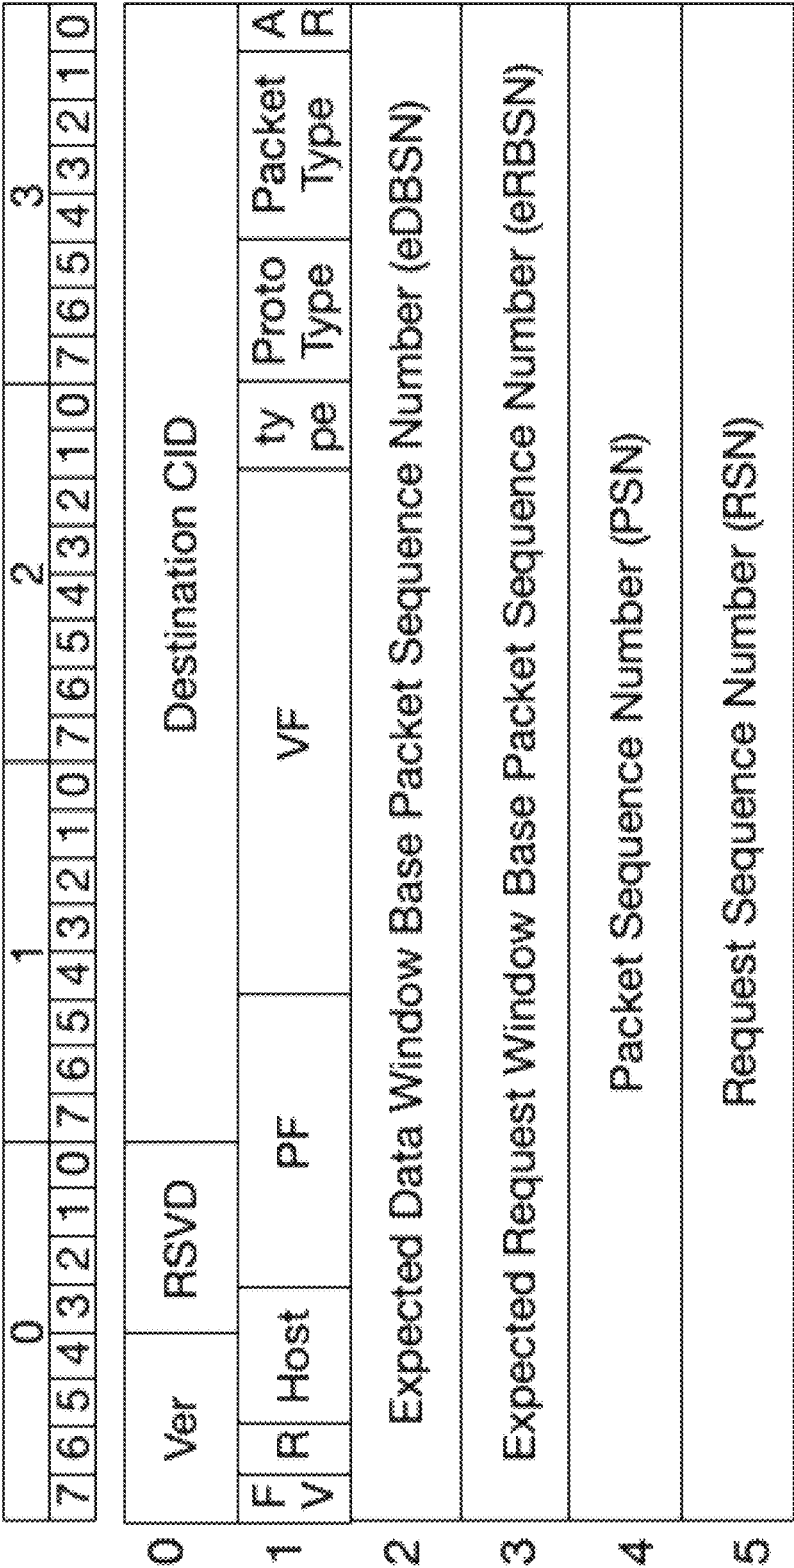 0 1 2 3
7 6 5 4 3 2 1 0 7 6 5 4 3 2 1 0 7 6 5 4 3 2 1 0 7 6 5 4 3 2 1 0
0 Ver RSVD Destination CID
1 F V R Host PF VF ty pe Proto Type Packet Type A R
2 Expected Data Window Base Packet Sequence Number (eDBSN)
3 Expected Request Window Base Packet Sequence Number (eRBSN)
4 Packet Sequence Number (PSN)
5 Request Sequence Number (RSN)